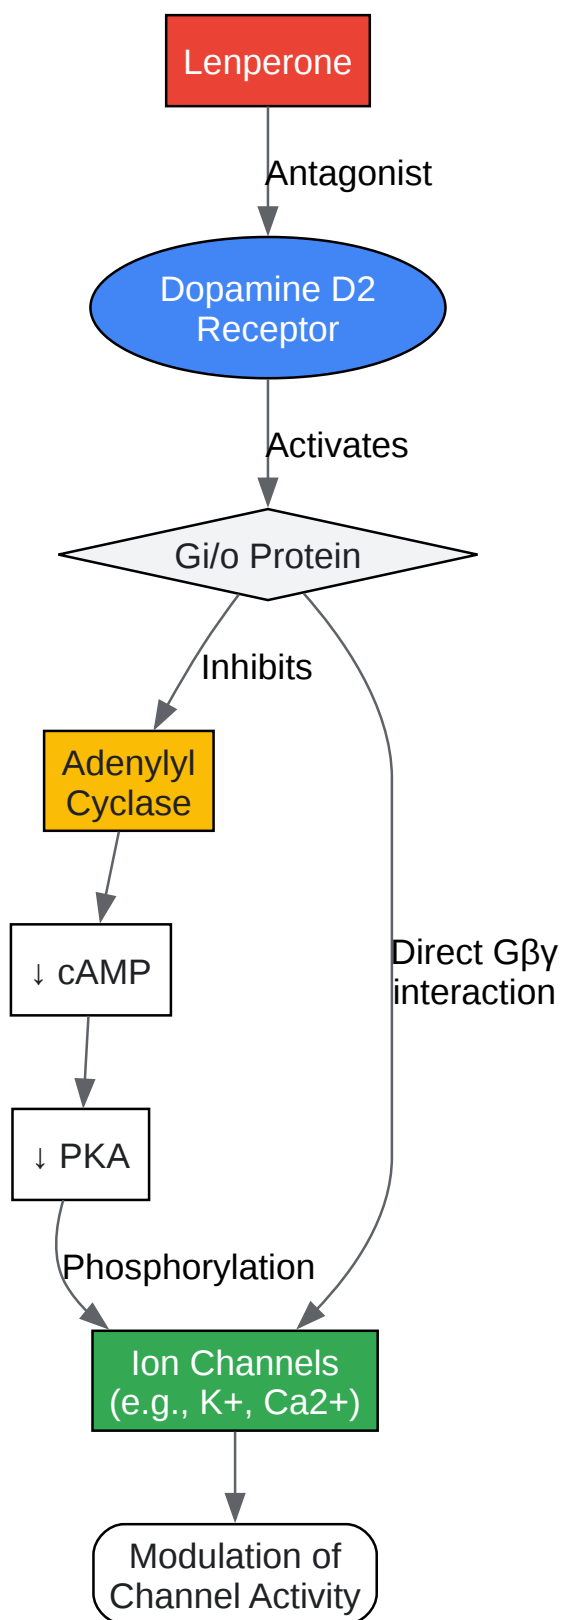 Lenperone
Antagonist
Dopamine D2
Receptor
Activates
Gi/o Protein
Inhibits
Adenylyl
Cyclase
↓ cAMP
Direct Gβγ
interaction
↓ PKA
Phosphorylation
Ion Channels
(e.g., K+, Ca2+)
Modulation of
Channel Activity